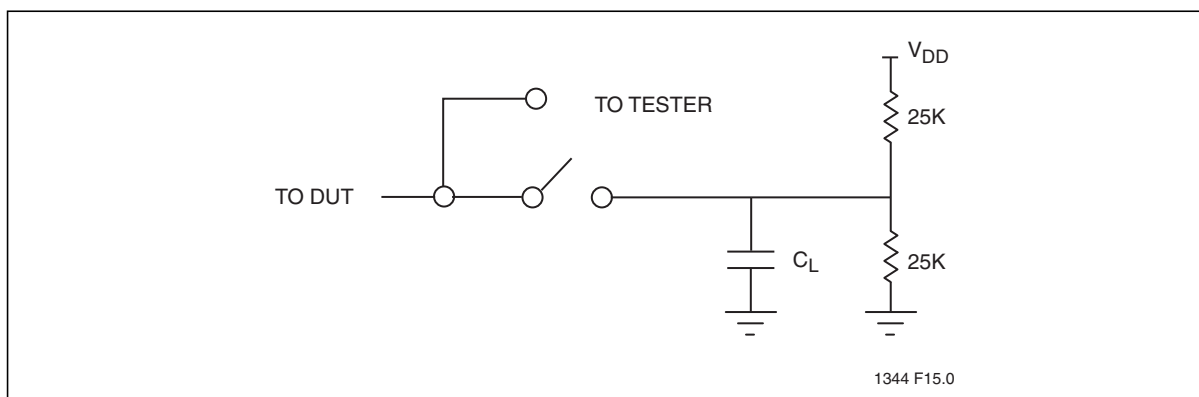 VDD
25K
TO TESTER
TO DUT
CL
25K
1344 F15.0